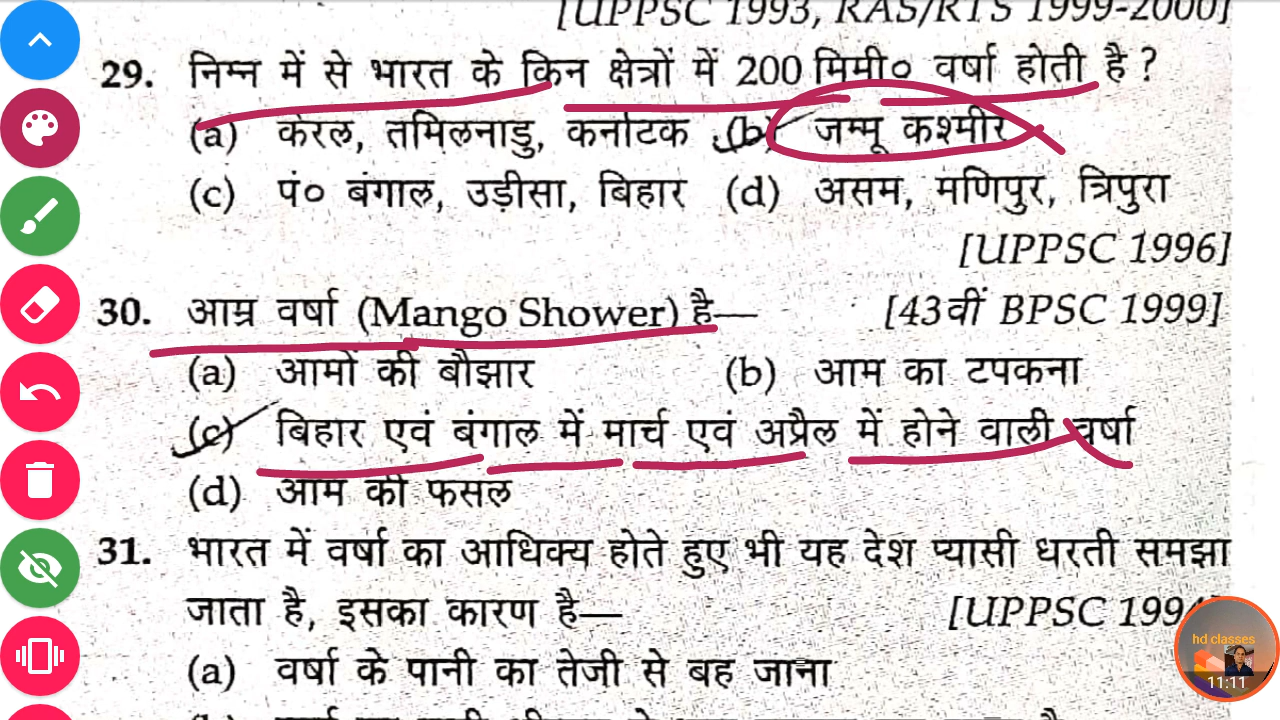 [UPPSC 1993, RAS/RTS 1999-2000]
29. निम्न में से भारत के किन क्षेत्रों में 200 मिमी० वर्षा होती है ?
(a) केरल, तमिलनाडु, कर्नाटक (b) जम्मू कश्मीर
(c) पं० बंगाल, उड़ीसा, बिहार (d) असम, मणिपुर, त्रिपुरा
[UPPSC 1996]
30. आम्र वर्षा (Mango Shower) है— [43वीं BPSC 1999]
(a) आमों की बौछार (b) आम का टपकना
(c) बिहार एवं बंगाल में मार्च एवं अप्रैल में होने वाली वर्षा
(d) आम की फसल
31. भारत में वर्षा का आधिक्य होते हुए भी यह देश प्यासी धरती समझा
जाता है, इसका कारण है— [UPPSC 1994]
(a) वर्षा के पानी का तेजी से बह जाना
hd classes
11:11